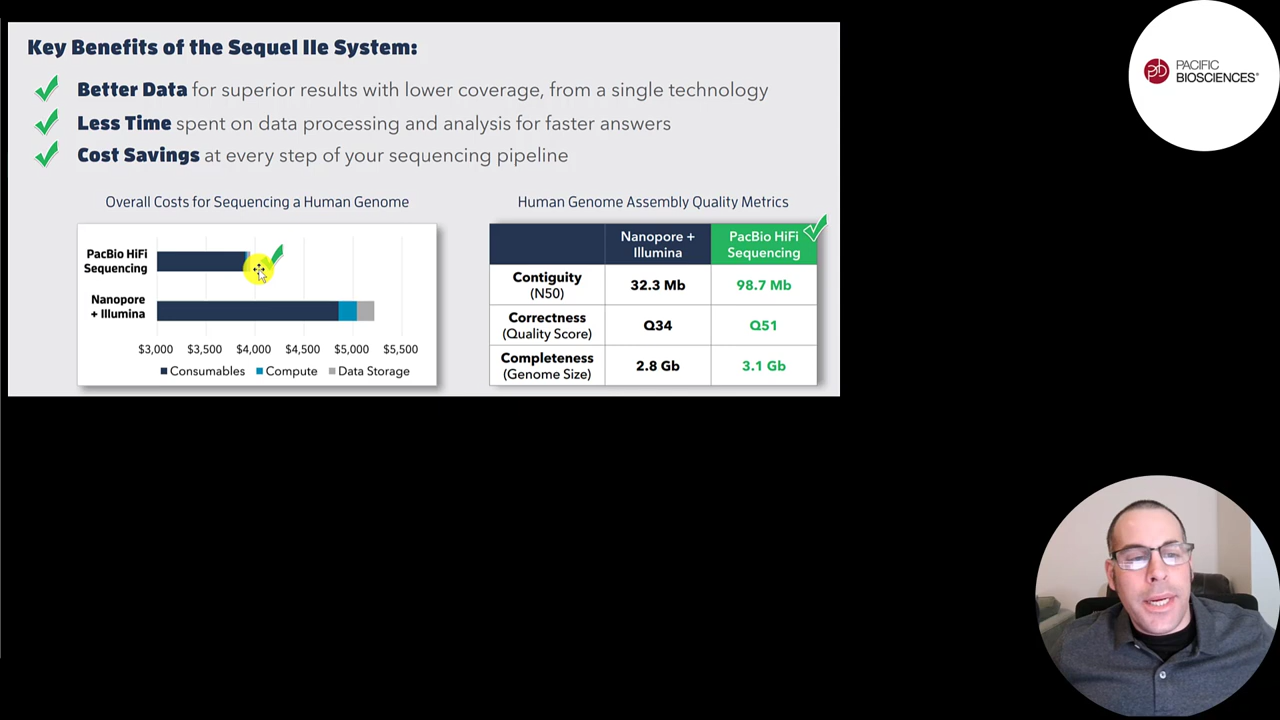 Key Benefits of the Sequel IIe System:
Better Data for superior results with lower coverage, from a single technology
Less Time spent on data processing and analysis for faster answers
Cost Savings at every step of your sequencing pipeline
Overall Costs for Sequencing a Human Genome
PacBio HiFi
Sequencing
Nanopore
+ Illumina
$3,000 $3,500 $4,000 $4,500 $5,000 $5,500
Consumables Compute Data Storage
Human Genome Assembly Quality Metrics
Nanopore +
Illumina
PacBio HiFi
Sequencing
Contiguity
(N50)
32.3 Mb
98.7 Mb
Correctness
(Quality Score)
Q34
Q51
Completeness
(Genome Size)
2.8 Gb
3.1 Gb
PACIFIC
BIOSCIENCES®